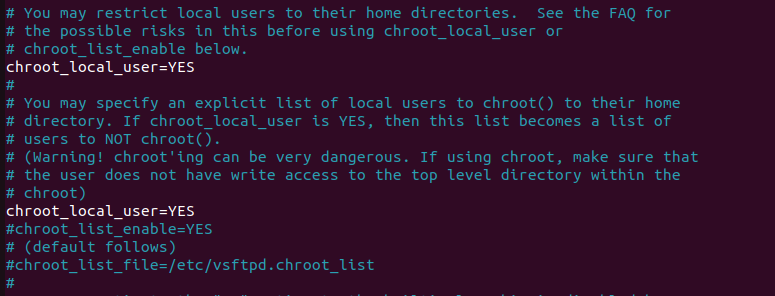 # You may restrict local users to their home directories.  See the FAQ for
# the possible risks in this before using chroot_local_user or
# chroot_list_enable below.
chroot_local_user=YES
#
# You may specify an explicit list of local users to chroot() to their home
# directory. If chroot_local_user is YES, then this list becomes a list of
# users to NOT chroot().
# (Warning! chroot'ing can be very dangerous. If using chroot, make sure that
# the user does not have write access to the top level directory within the
# chroot)
chroot_local_user=YES
#chroot_list_enable=YES
# (default follows)
#chroot_list_file=/etc/vsftpd.chroot_list
#